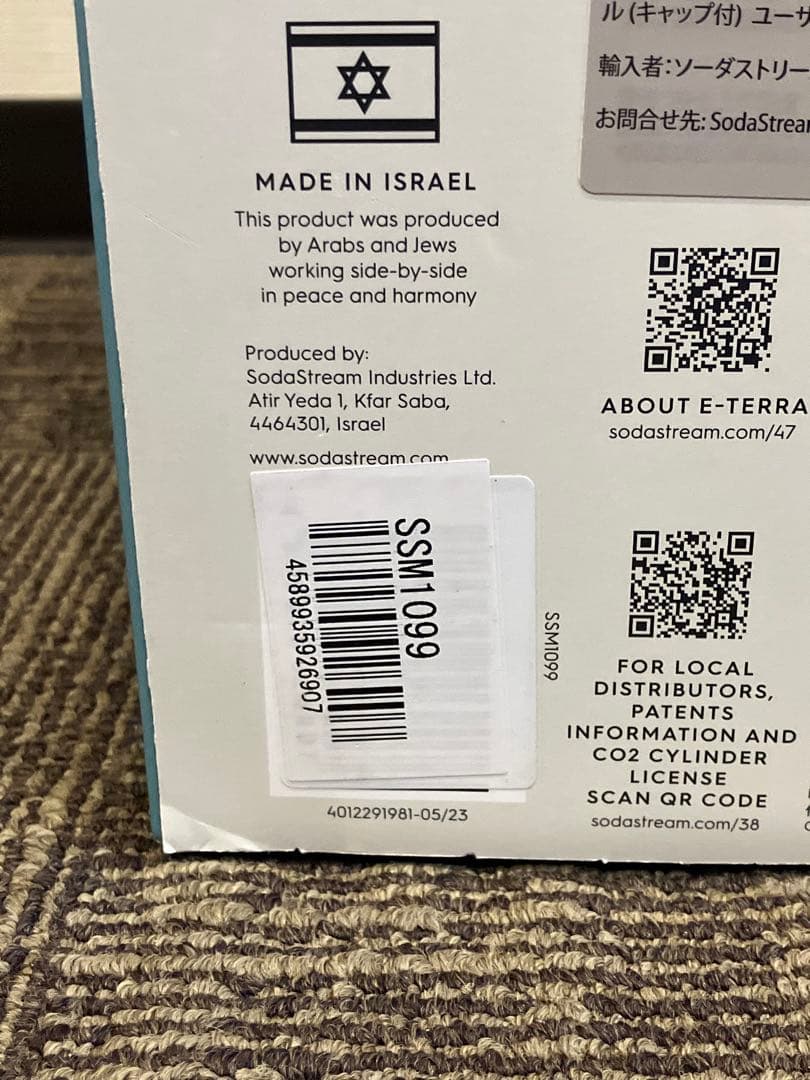 ル (キャップ付) ユーザ
輸入者:ソーダストリー
お問合せ先: SodaStream
MADE IN ISRAEL
This product was produced
by Arabs and Jews
working side-by-side
in peace and harmony
Produced by:
SodaStream Industries Ltd.
Atir Yeda 1, Kfar Saba,
4464301, Israel
www.sodastream.com
SSM1099
4589935926907
SSM1099
4012291981-05/23
ABOUT E-TERRA
sodastream.com/47
FOR LOCAL
DISTRIBUTORS,
PATENTS
INFORMATION AND
CO2 CYLINDER
LICENSE
SCAN QR CODE
sodastream.com/38